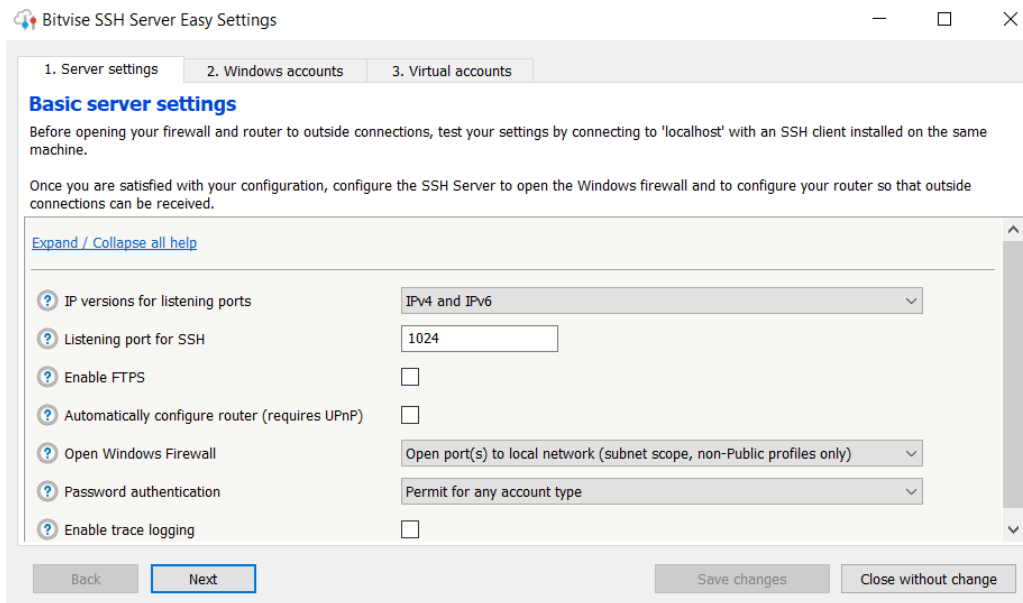 Bitvise SSH Server Easy Settings
1. Server settings
2. Windows accounts
3. Virtual accounts
Basic server settings
Before opening your firewall and router to outside connections, test your settings by connecting to 'localhost' with an SSH client installed on the same
machine.
Once you are satisfied with your configuration, configure the SSH Server to open the Windows firewall and to configure your router so that outside
connections can be received.
Expand / Collapse all help
? IP versions for listening ports IPv4 and IPv6
? Listening port for SSH 1024
? Enable FTPS
? Automatically configure router (requires UPnP)
? Open Windows Firewall Open port(s) to local network (subnet scope, non-Public profiles only)
? Password authentication Permit for any account type
? Enable trace logging
Back Next Save changes Close without change